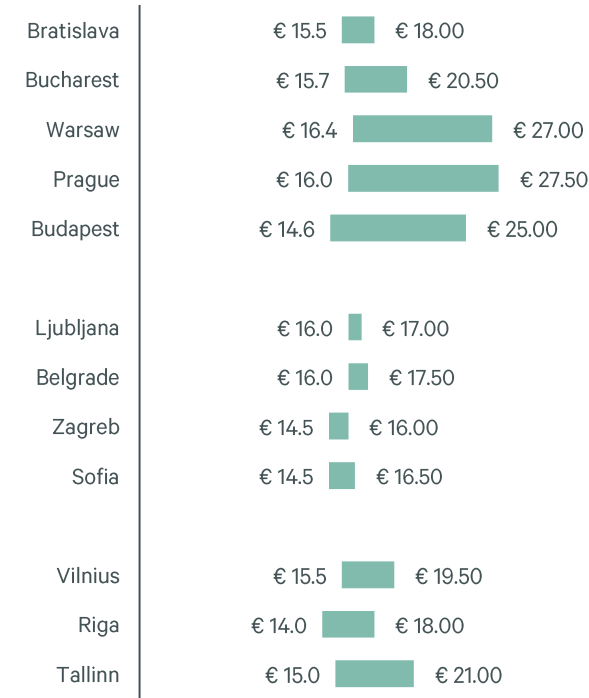 Bratislava € 15.5 € 18.00
Bucharest € 15.7 € 20.50
Warsaw € 16.4 € 27.00
Prague € 16.0 € 27.50
Budapest € 14.6 € 25.00
Ljubljana € 16.0 € 17.00
Belgrade € 16.0 € 17.50
Zagreb € 14.5 € 16.00
Sofia € 14.5 € 16.50
Vilnius € 15.5 € 19.50
Riga € 14.0 € 18.00
Tallinn € 15.0 € 21.00